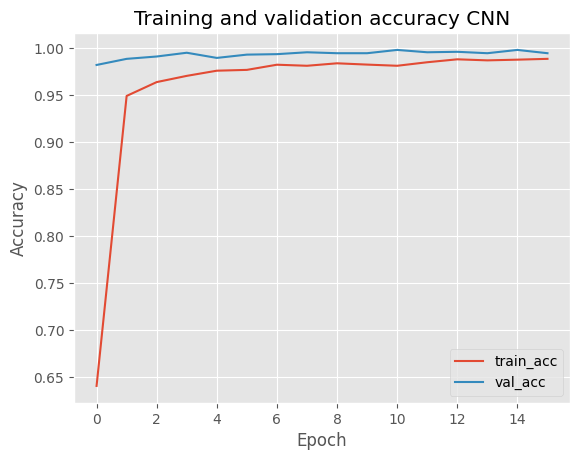 Training and validation accuracy CNN
1.00
0.95
0.90
0.85
0.80
0.75
0.70
0.65
Accuracy
train_acc
val_acc
0 2 4 6 8 10 12 14
Epoch